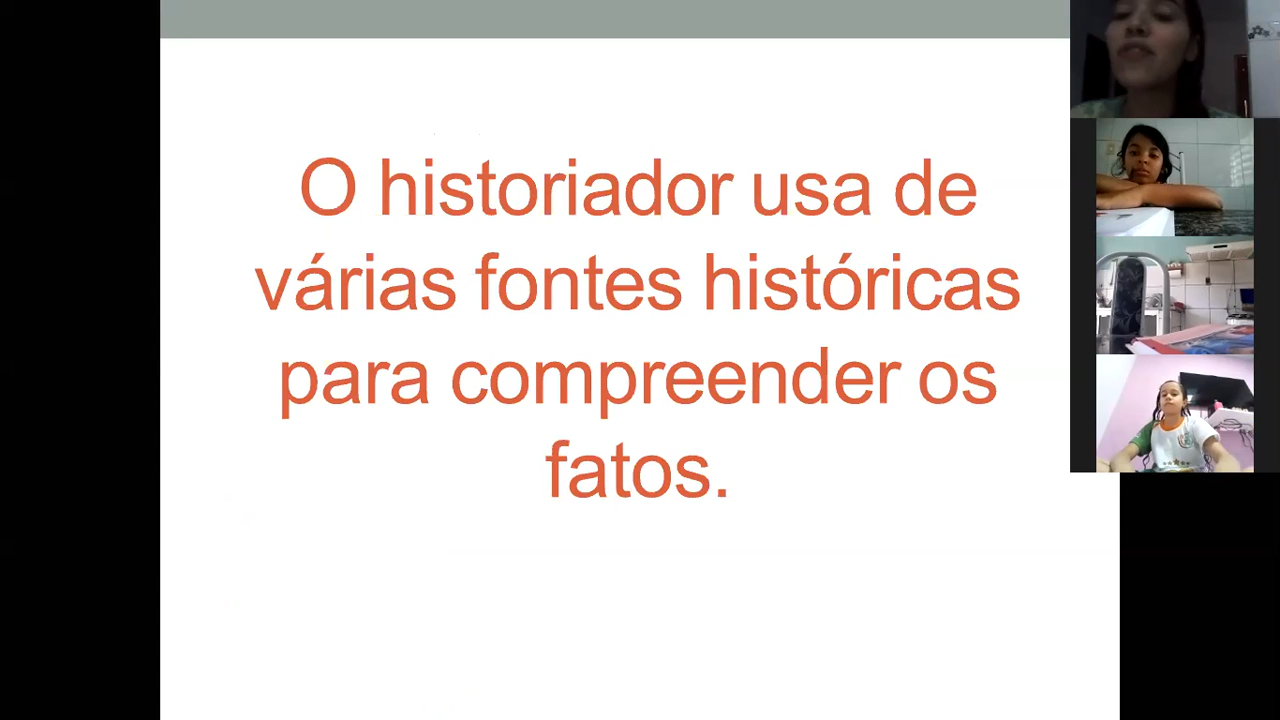 O historiador usa de
várias fontes históricas
para compreender os
fatos.